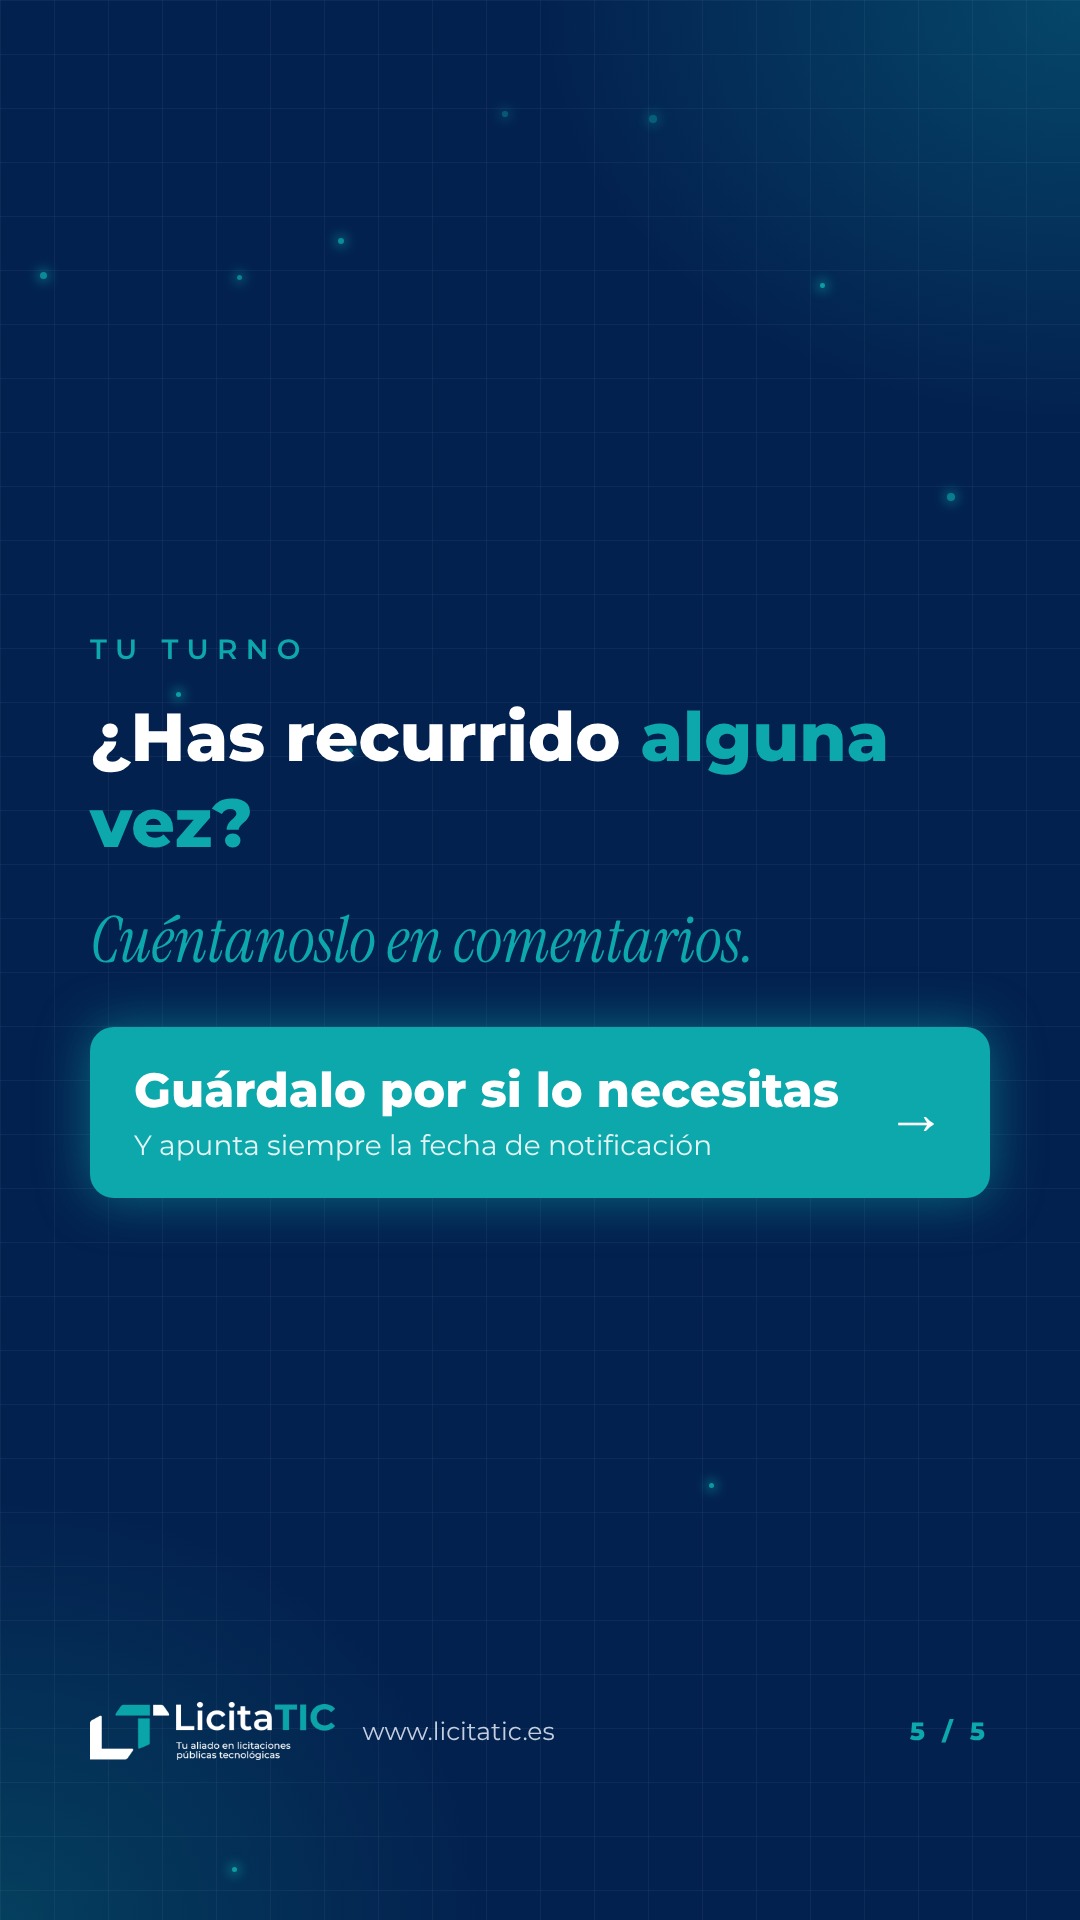 TU TURNO
¿Has recurrido alguna
vez?
Cuéntanoslo en comentarios.
Guárdalo por si lo necesitas
Y apunta siempre la fecha de notificación
→
LicitaTIC
Tu aliado en licitaciones
públicas tecnológicas
www.licitatic.es
5 / 5